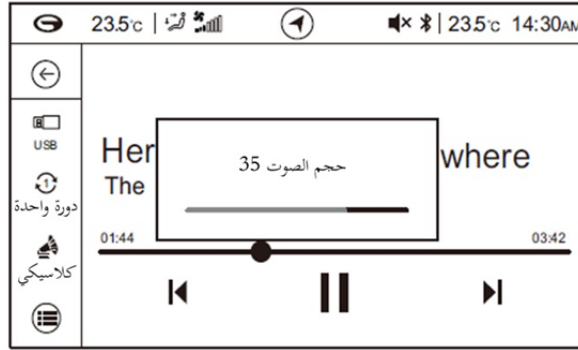 23.5°c 23.5°c 14:30AM
USB
دورة واحدة
كلاسيكي
Her
where
The
حجم الصوت 35
01:44
03:42